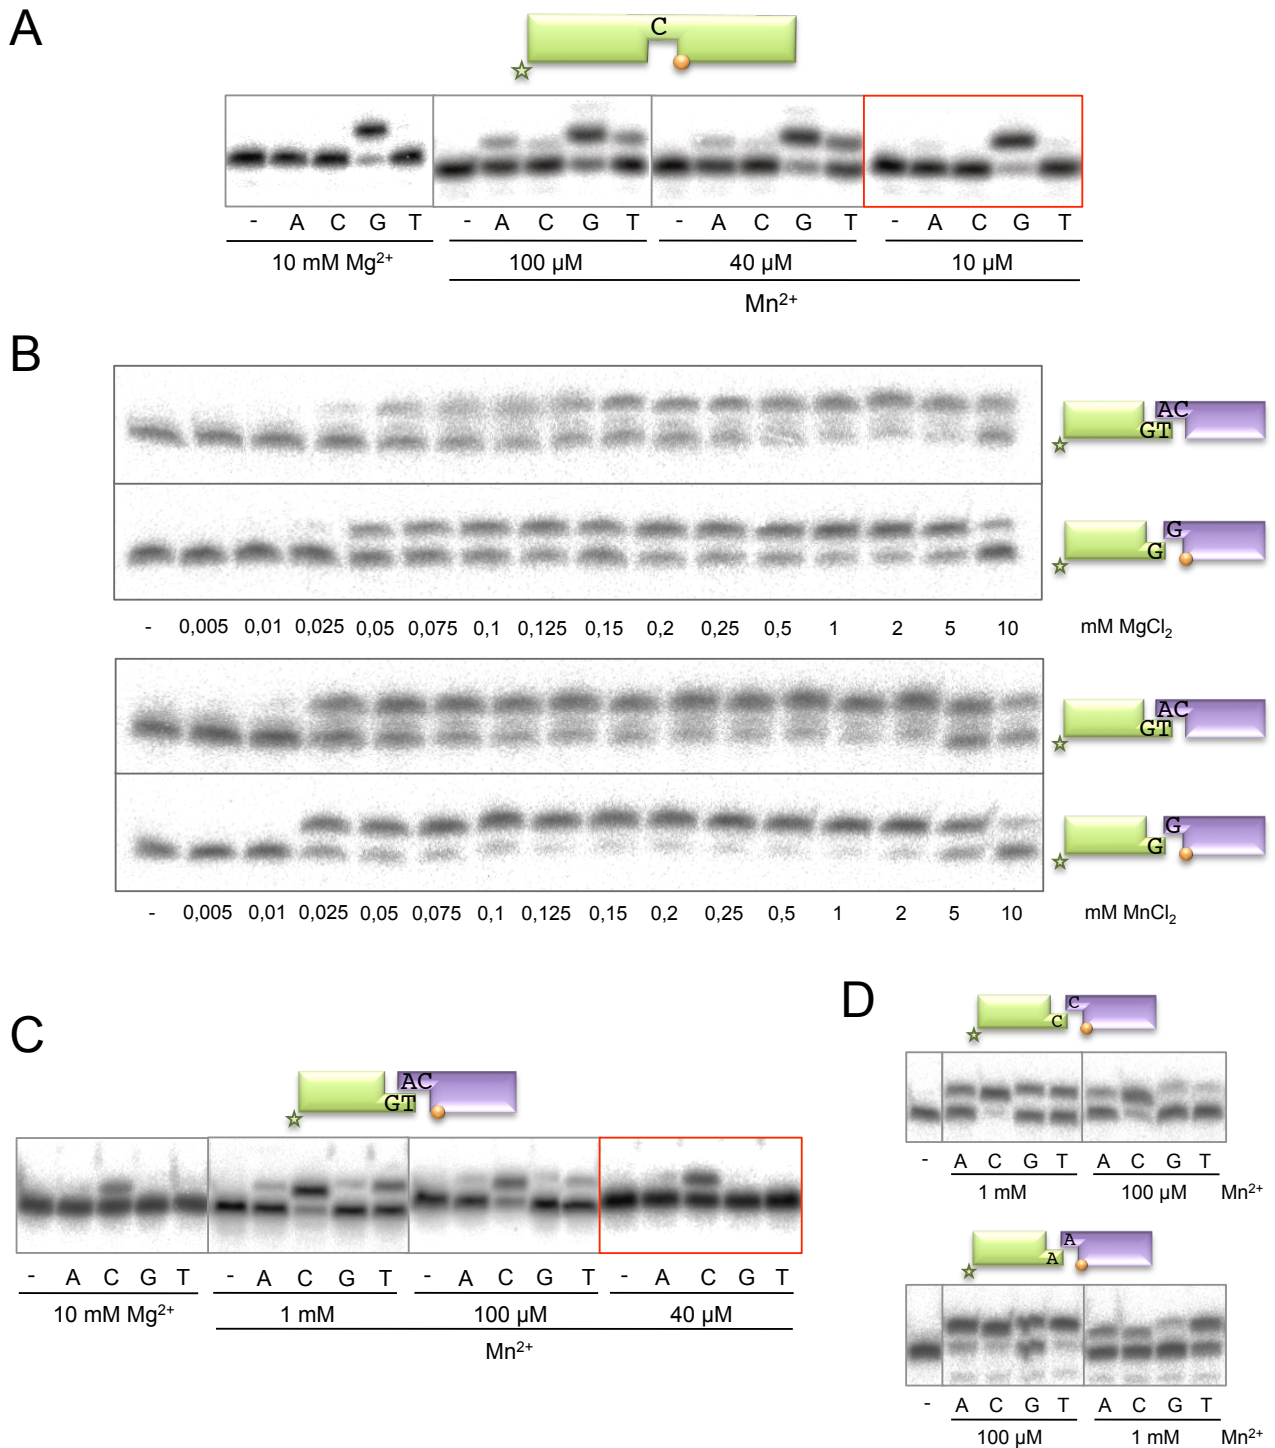 A
C
- A C G T - A C G T - A C G T - A C G T
10 mM Mg²⁺ 100 µM 40 µM 10 µM
Mn²⁺
B
AC
GT
G
G
- 0,005 0,01 0,025 0,05 0,075 0,1 0,125 0,15 0,2 0,25 0,5 1 2 5 10 mM MgCl₂
AC
GT
G
G
- 0,005 0,01 0,025 0,05 0,075 0,1 0,125 0,15 0,2 0,25 0,5 1 2 5 10 mM MnCl₂
C
AC
GT
- A C G T - A C G T - A C G T - A C G T
10 mM Mg²⁺ 1 mM 100 µM 40 µM
Mn²⁺
D
C
C
- A C G T A C G T
1 mM 100 µM Mn²⁺
A
A
- A C G T A C G T
100 µM 1 mM Mn²⁺